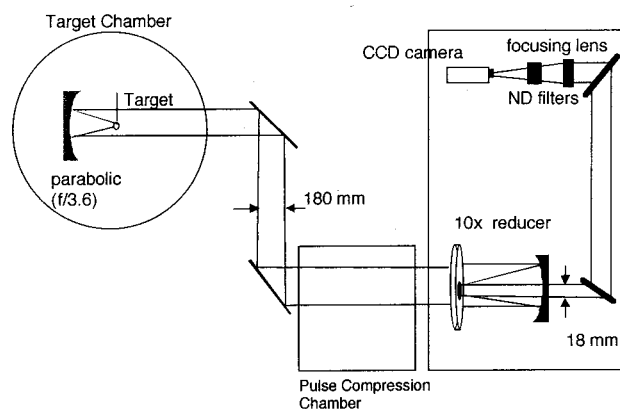 Target Chamber
Target
parabolic
(f/3.6)
180 mm
Pulse Compression
Chamber
CCD camera
focusing lens
ND filters
10x reducer
18 mm